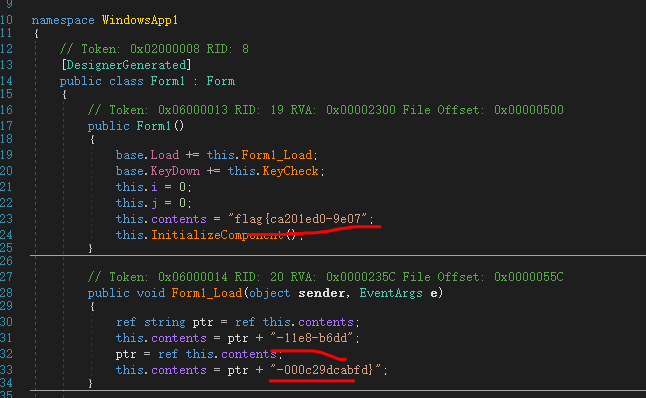 9
10 namespace WindowsApp1
11 {
12 // Token: 0x02000008 RID: 8
13 [DesignerGenerated]
14 public class Form1 : Form
15 {
16 // Token: 0x06000013 RID: 19 RVA: 0x00002300 File Offset: 0x00000500
17 public Form1()
18 {
19 base.Load += this.Form1_Load;
20 base.KeyDown += this.KeyCheck;
21 this.i = 0;
22 this.j = 0;
23 this.contents = "flag{ca201ed0-9e07";
24 this.InitializeComponent();
25 }
26
27 // Token: 0x06000014 RID: 20 RVA: 0x0000235C File Offset: 0x0000055C
28 public void Form1_Load(object sender, EventArgs e)
29 {
30 ref string ptr = ref this.contents;
31 this.contents = ptr + "-11e8-b6dd";
32 ptr = ref this.contents;
33 this.contents = ptr + "-000c29dcabfd}";
34 }